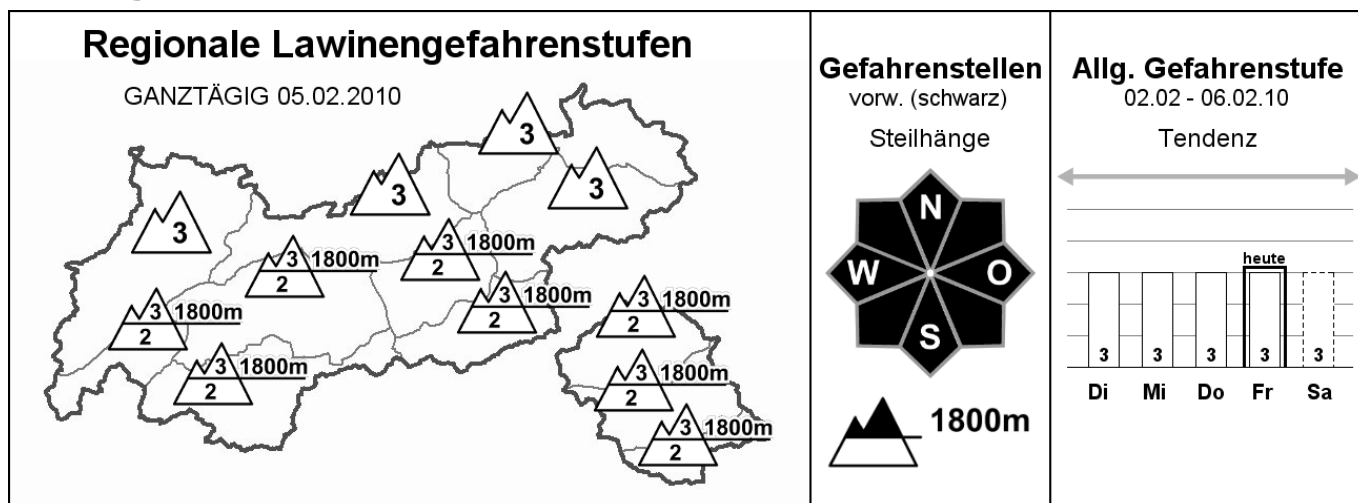 Regionale Lawinengefahrenstufen
GANZTÄGIG 05.02.2010
3
3
3
3
3 1800m
2
3 1800m
2
3 1800m
2
3 1800m
2
3 1800m
2
3 1800m
2
3 1800m
2
3 1800m
2
Gefahrenstellen
vorw. (schwarz)
Steilhänge
N
W O
S
1800m
Allg. Gefahrenstufe
02.02 - 06.02.10
Tendenz
heute
3 3 3 3 3
Di Mi Do Fr Sa